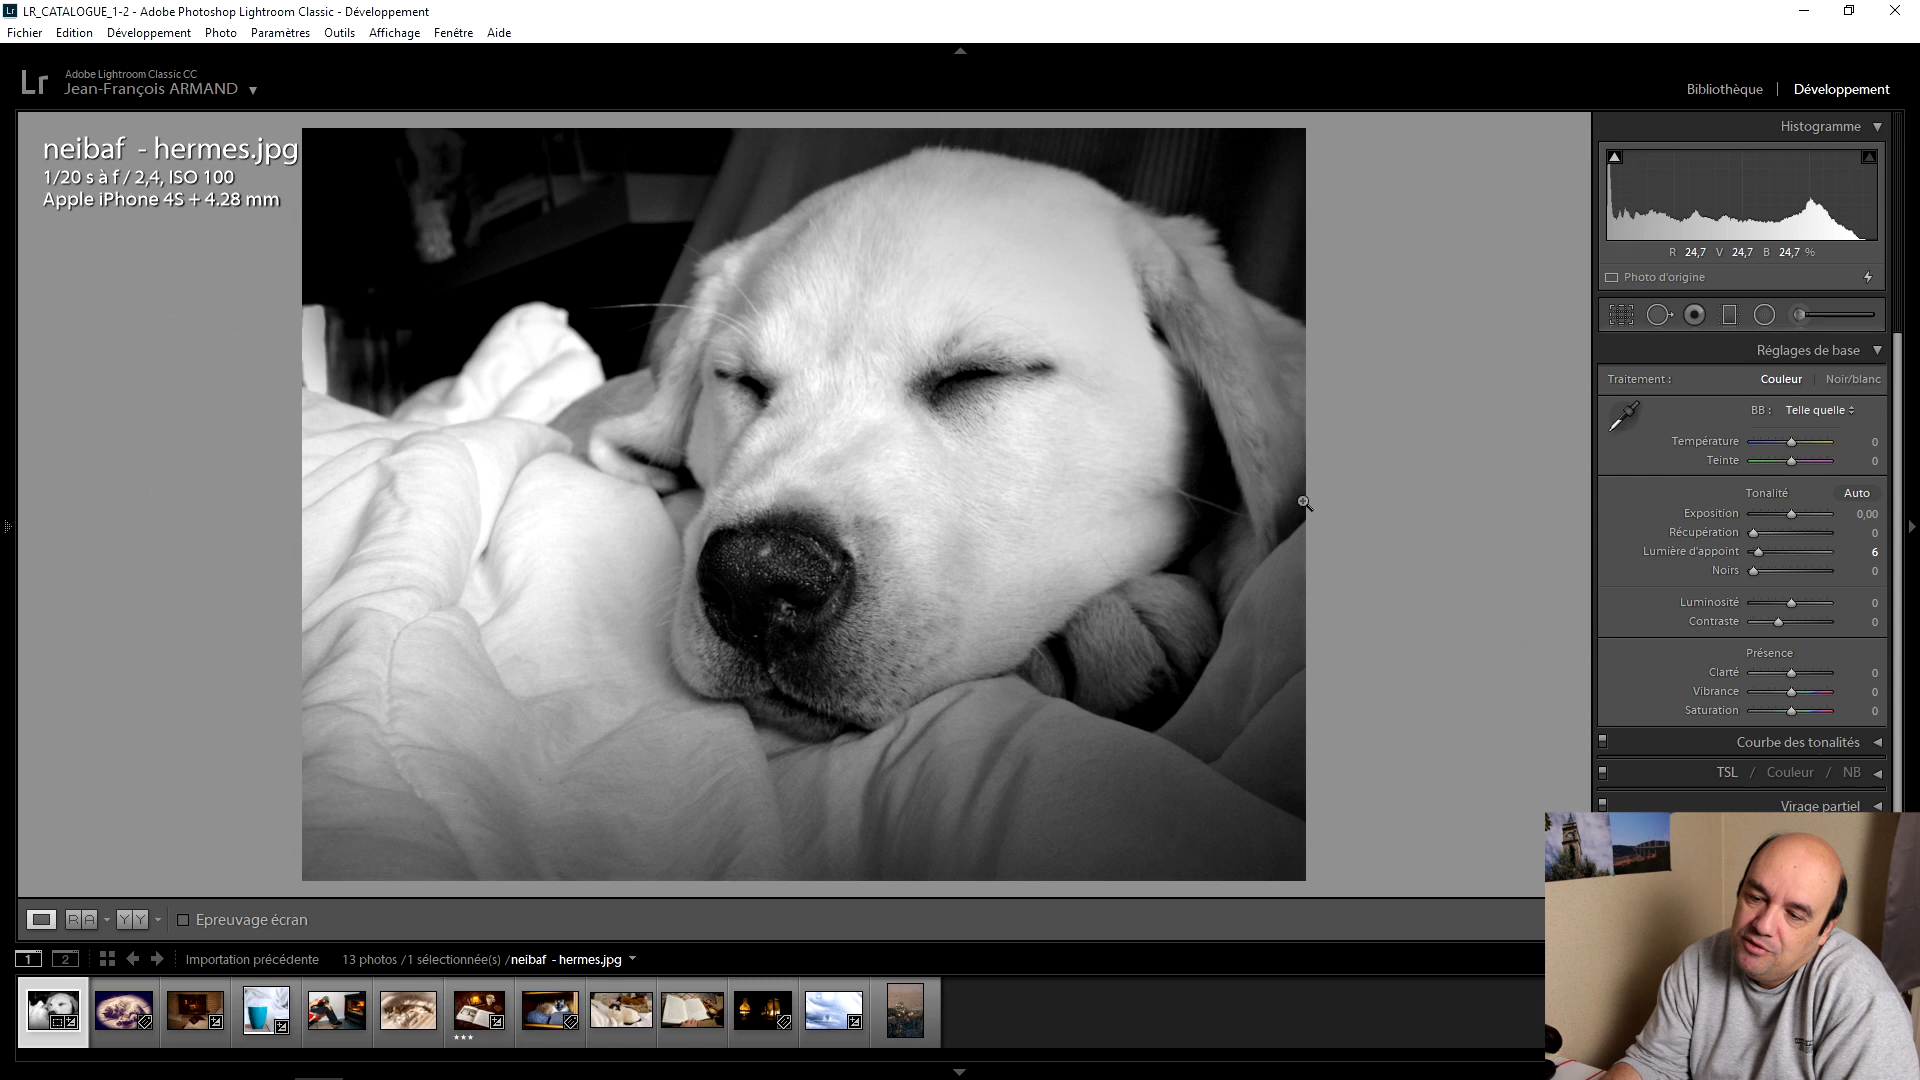 Lr LR_CATALOGUE_1-2 - Adobe Photoshop Lightroom Classic - Développement
Fichier Edition Développement Photo Paramètres Outils Affichage Fenêtre Aide
Lr Adobe Lightroom Classic CC
Jean-François ARMAND
Bibliothèque | Développement
neibaf - hermes.jpg
1/20 s à f / 2,4, ISO 100
Apple iPhone 4S + 4.28 mm
Histogramme
R 24,7 V 24,7 B 24,7 %
Photo d'origine
Réglages de base
Traitement : Couleur | Noir/blanc
BB : Telle quelle
Température 0
Teinte 0
Tonalité Auto
Exposition 0,00
Récupération 0
Lumière d'appoint 6
Noirs 0
Luminosité 0
Contraste 0
Présence
Clarté 0
Vibrance 0
Saturation 0
Courbe des tonalités
TSL / Couleur / NB
Virage partiel
R A Y Y Epreuvage écran
1 2 Importation précédente 13 photos /1 sélectionnée(s) /neibaf - hermes.jpg